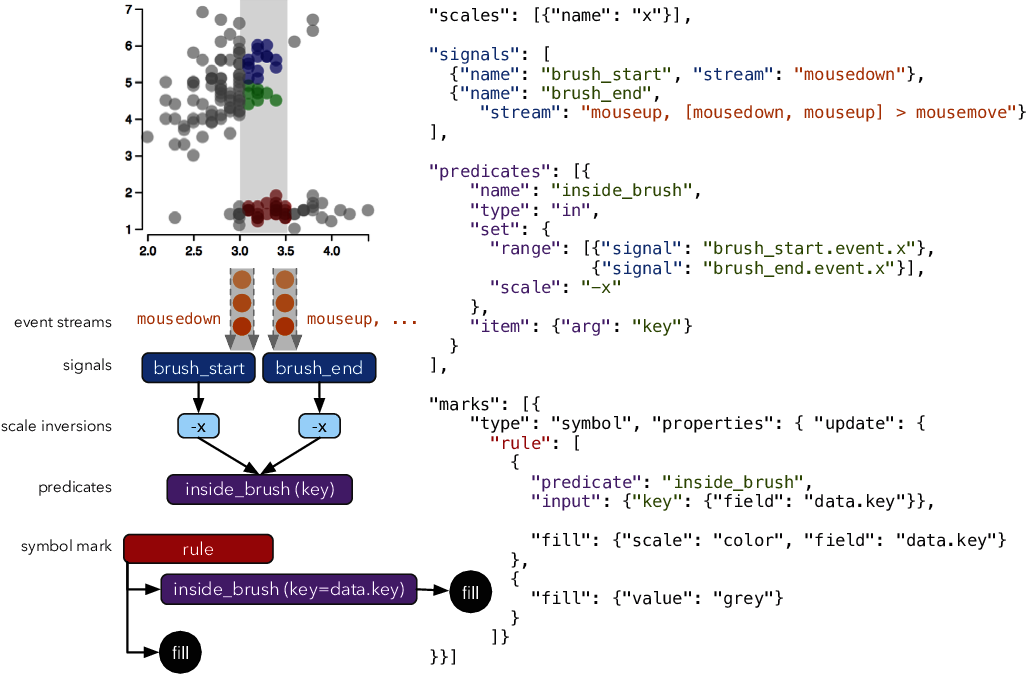 7
6
5
4
3
2
1
2.0 2.5 3.0 3.5 4.0
event streams mousedown mouseup, ...
signals brush_start brush_end
scale inversions -x -x
predicates inside_brush (key)
symbol mark rule
inside_brush (key=data.key) fill
fill
"scales": [{"name": "x"}],
"signals": [
{"name": "brush_start", "stream": "mousedown"},
{"name": "brush_end",
"stream": "mouseup, [mousedown, mouseup] > mousemove"}
],
"predicates": [{
"name": "inside_brush",
"type": "in",
"set": {
"range": [{"signal": "brush_start.event.x"},
{"signal": "brush_end.event.x"}],
"scale": "-x"
},
"item": {"arg": "key"}
}
],
"marks": [{
"type": "symbol", "properties": { "update": {
"rule": [
{
"predicate": "inside_brush",
"input": {"key": {"field": "data.key"}},
"fill": {"scale": "color", "field": "data.key"}
},
{
"fill": {"value": "grey"}
}
]}
}}]